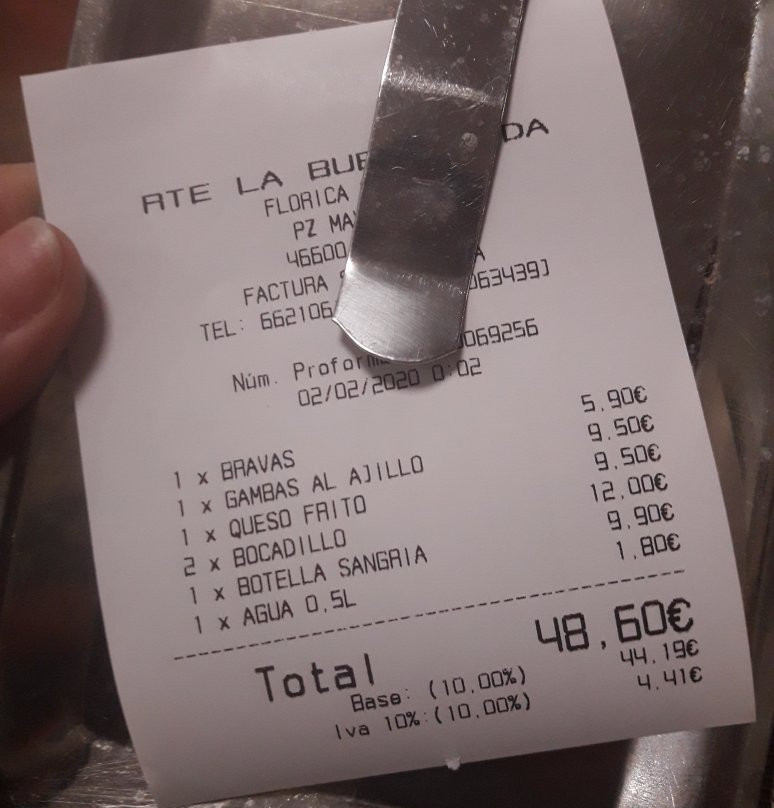 RTE LA BUE DA
FLORICA
PZ MA
46600 A
FACTURA 063439]
TEL: 662106
Núm. Proform 069256
02/02/2020 0:02
1 x BRAVAS 5,90€
1 x GAMBAS AL AJILLO 9,50€
1 x QUESO FRITO 9,50€
2 x BOCADILLO 12,00€
1 x BOTELLA SANGRIA 9,90€
1 x AGUA 0,5L 1,80€
Total 48,60€
Base: (10,00%) 44,19€
Iva 10%:(10,00%) 4,41€